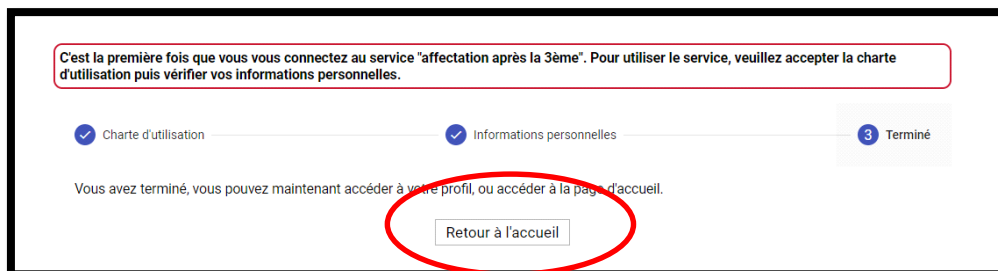 C'est la première fois que vous vous connectez au service "affectation après la 3ème". Pour utiliser le service, veuillez accepter la charte
d'utilisation puis vérifier vos informations personnelles.
Charte d'utilisation
Informations personnelles
3 Terminé
Vous avez terminé, vous pouvez maintenant accéder à votre profil, ou accéder à la page d'accueil.
Retour à l'accueil